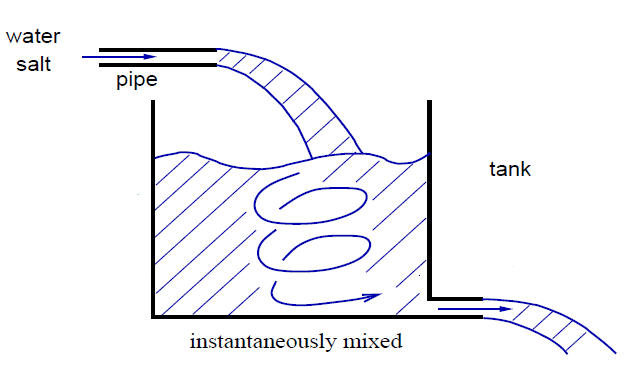 water
salt
pipe
tank
instantaneously mixed